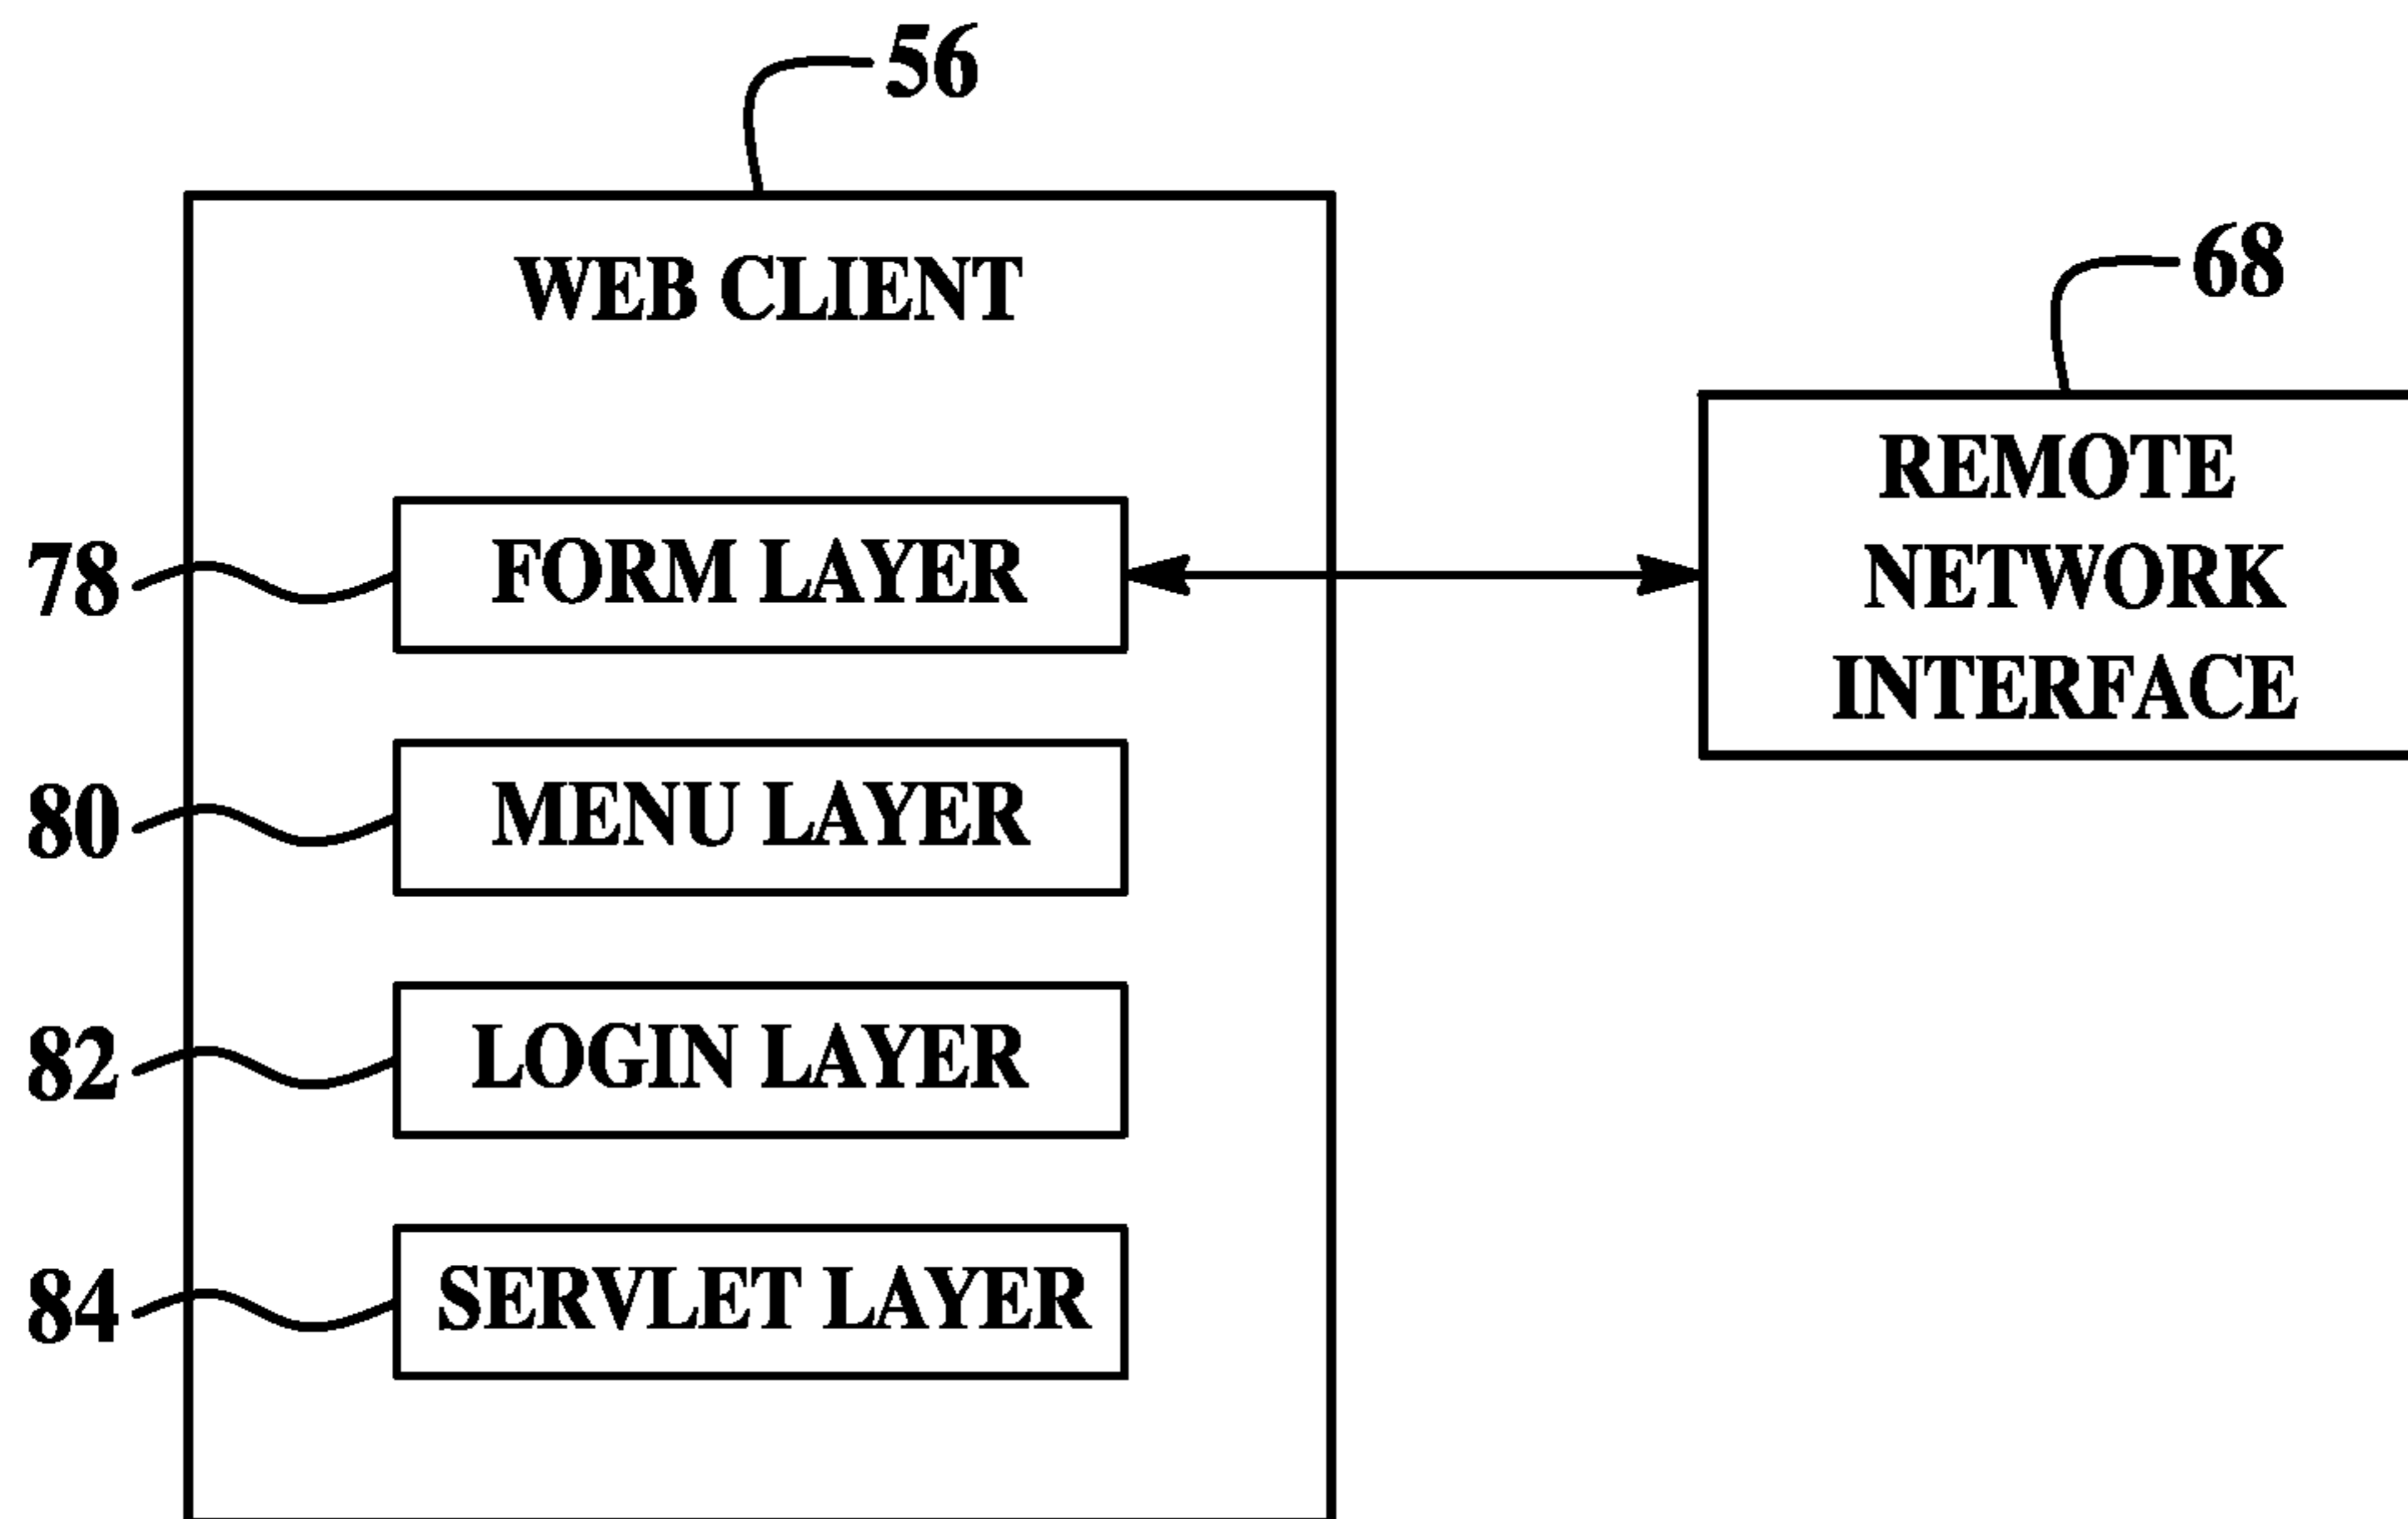 56
WEB CLIENT
68
REMOTE
NETWORK
INTERFACE
78
FORM LAYER
80
MENU LAYER
82
LOGIN LAYER
84
SERVLET LAYER